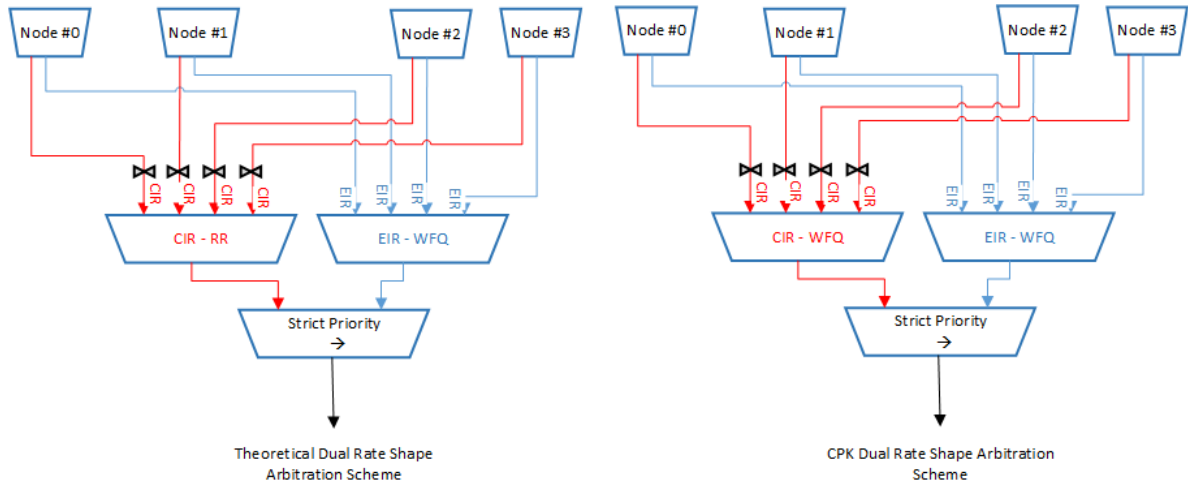 Node #0
Node #1
Node #2
Node #3
CIR
CIR
CIR
CIR
EIR
EIR
EIR
EIR
CIR - RR
EIR - WFQ
Strict Priority
→
Theoretical Dual Rate Shape
Arbitration Scheme
Node #0
Node #1
Node #2
Node #3
CIR
CIR
CIR
CIR
EIR
EIR
EIR
EIR
CIR - WFQ
EIR - WFQ
Strict Priority
→
CPK Dual Rate Shape Arbitration
Scheme